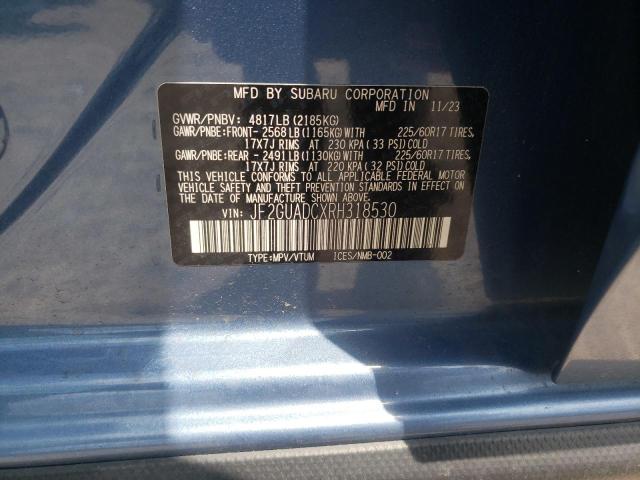 MFD BY SUBARU CORPORATION
MFD IN 11/23
GVWR/PNBV: 4817LB(2185KG)
GAWR/PNBE:FRONT- 2568LB(1165KG)WITH 225/60R17 TIRES,
17X7J RIMS AT 230 KPA(33 PSI)COLD
GAWR/PNBE:REAR - 2491LB(1130KG)WITH 225/60R17 TIRES,
17X7J RIMS AT 220 KPA(32 PSI)COLD
THIS VEHICLE CONFORMS TO ALL APPLICABLE FEDERAL MOTOR
VEHICLE SAFETY AND THEFT PREVENTION STANDARDS IN EFFECT ON
THE DATE OF MANUFACTURE SHOWN ABOVE.
VIN: JF2GUADCXRH318530
TYPE:MPV/VTUM ICES/NMB-002